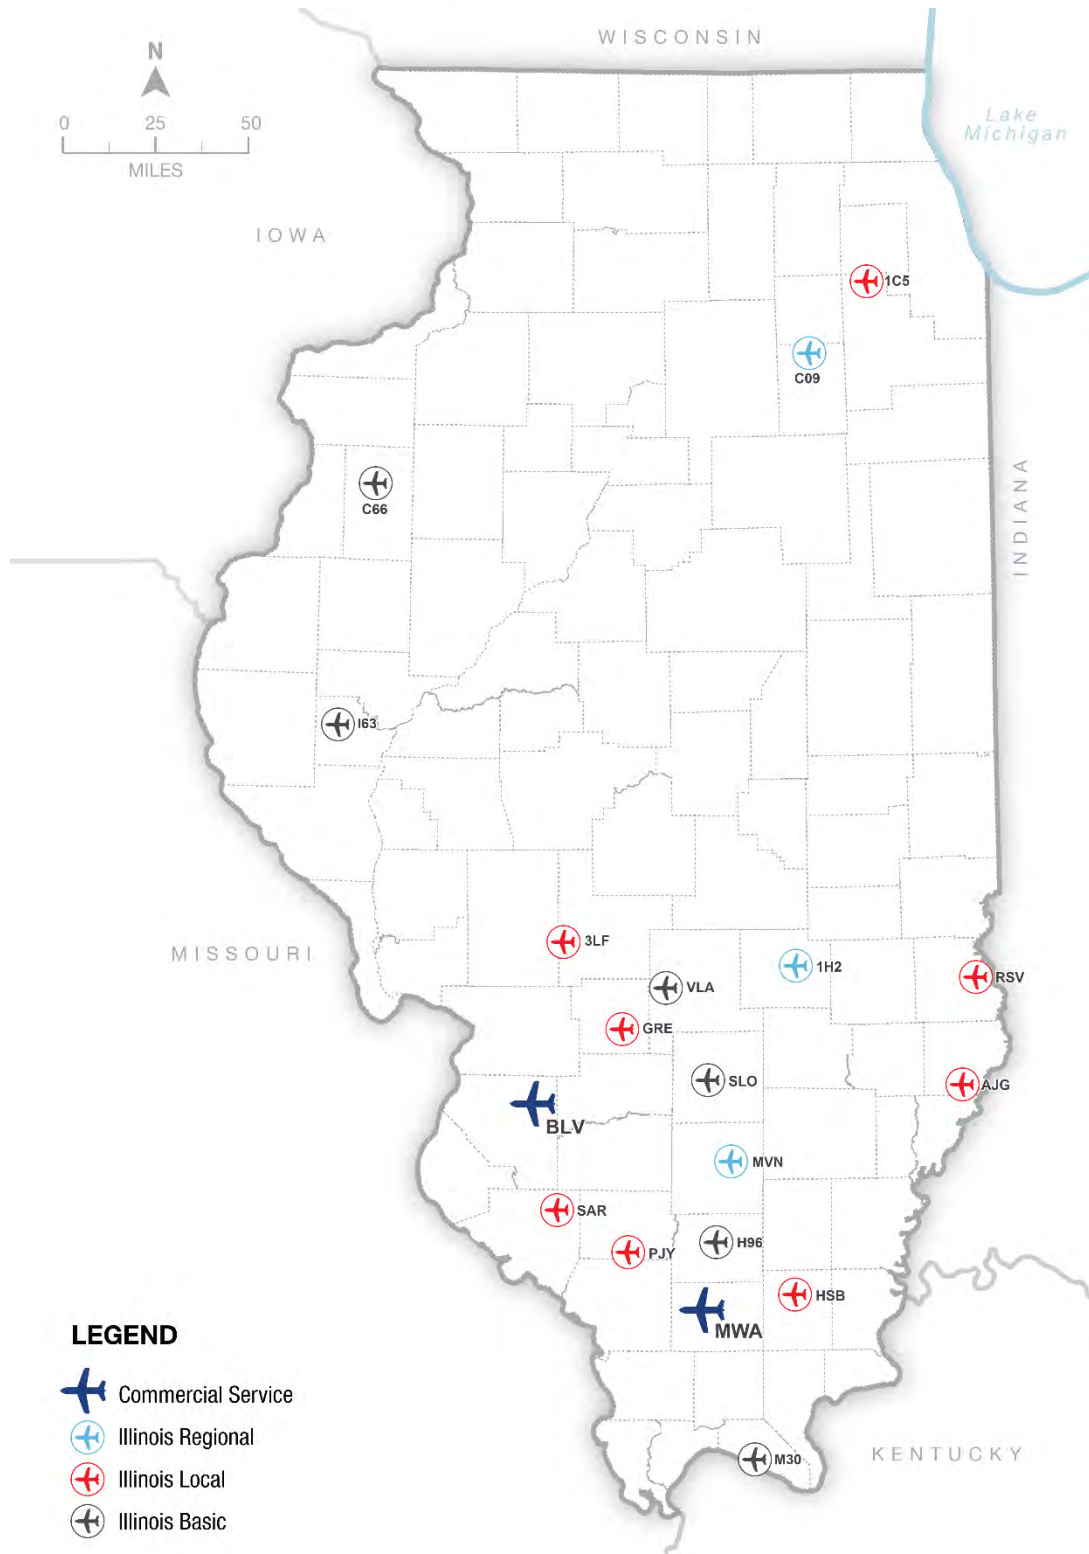 WISCONSIN
N
0 25 50
MILES
Lake
Michigan
IOWA
1C5
C09
INDIANA
C66
I63
MISSOURI
3LF
1H2
RSV
VLA
GRE
SLO
AJG
BLV
MVN
SAR
H96
PJY
HSB
MWA
LEGEND
Commercial Service
Illinois Regional
Illinois Local
Illinois Basic
M30
KENTUCKY